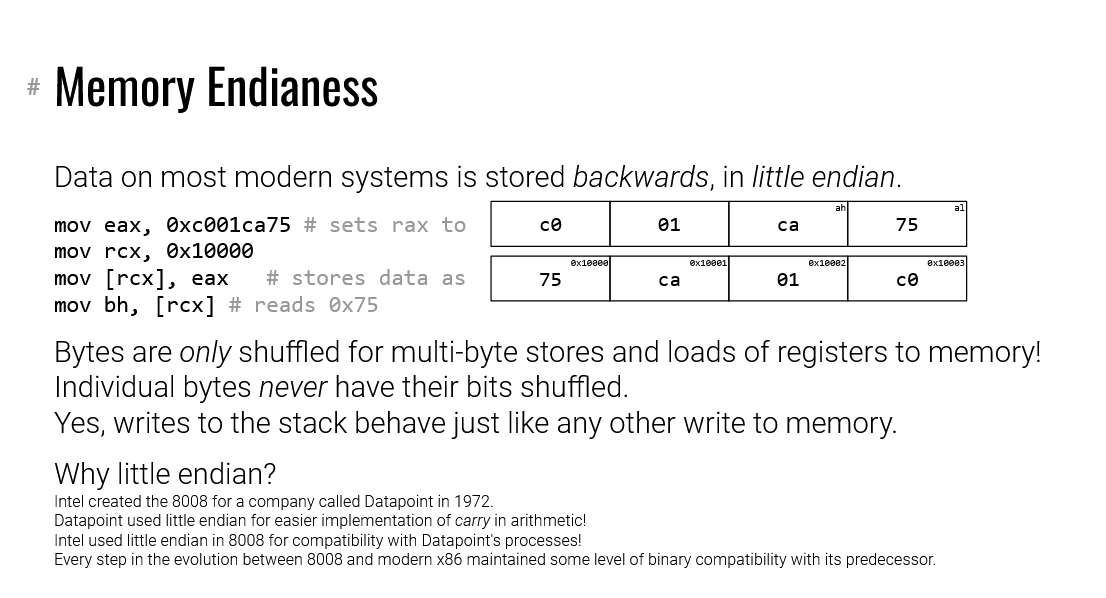 # Memory Endianess
Data on most modern systems is stored backwards, in little endian.
mov eax, 0xc001ca75 # sets rax to
c0 01 ah ca al 75
mov rcx, 0x10000
mov [rcx], eax # stores data as
0x10000 75 0x10001 ca 0x10002 01 0x10003 c0
mov bh, [rcx] # reads 0x75
Bytes are only shuffled for multi-byte stores and loads of registers to memory!
Individual bytes never have their bits shuffled.
Yes, writes to the stack behave just like any other write to memory.
Why little endian?
Intel created the 8008 for a company called Datapoint in 1972.
Datapoint used little endian for easier implementation of carry in arithmetic!
Intel used little endian in 8008 for compatibility with Datapoint's processes!
Every step in the evolution between 8008 and modern x86 maintained some level of binary compatibility with its predecessor.